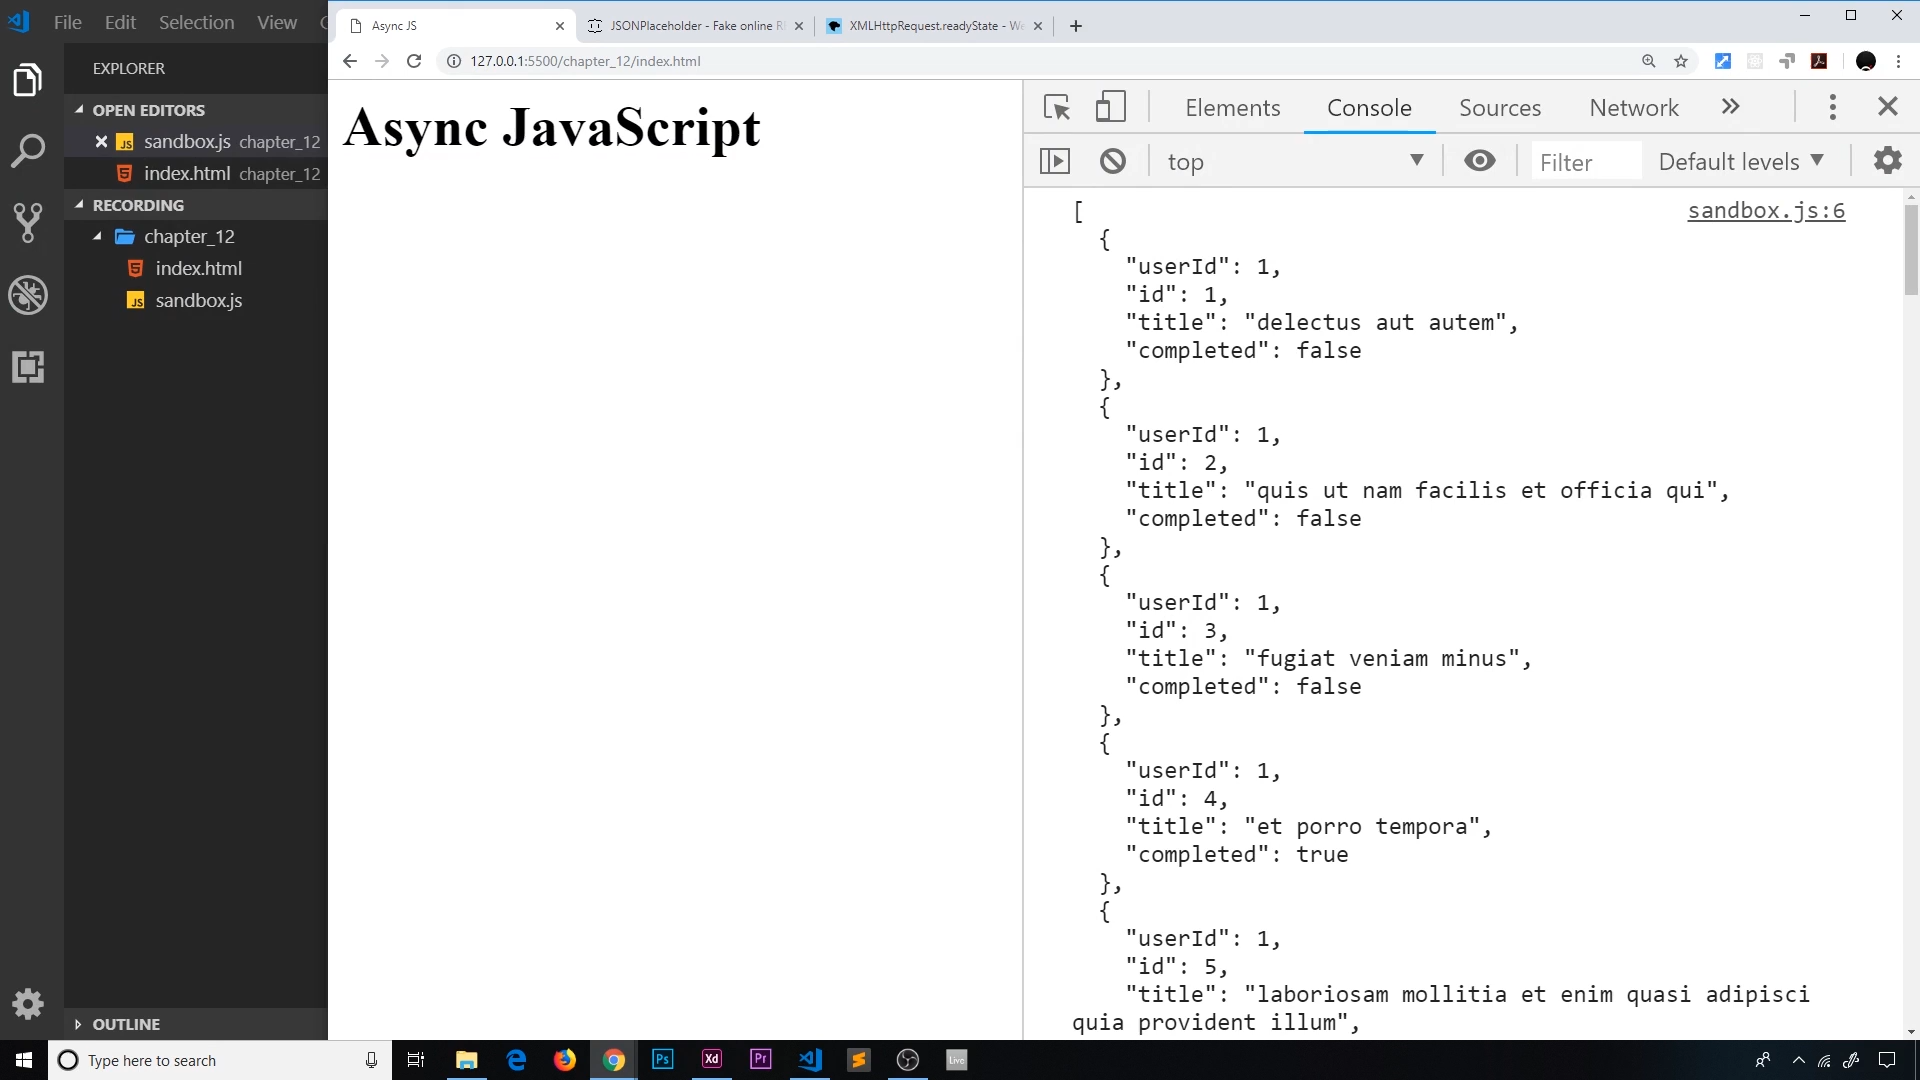 File Edit Selection View
Async JS
JSONPlaceholder - Fake online R
XMLHttpRequest.readyState - We
127.0.0.1:5500/chapter_12/index.html
EXPLORER
OPEN EDITORS
sandbox.js chapter_12
index.html chapter_12
RECORDING
chapter_12
index.html
sandbox.js
OUTLINE
Async JavaScript
Elements Console Sources Network
top Filter Default levels
sandbox.js:6
[
{
"userId": 1,
"id": 1,
"title": "delectus aut autem",
"completed": false
},
{
"userId": 1,
"id": 2,
"title": "quis ut nam facilis et officia qui",
"completed": false
},
{
"userId": 1,
"id": 3,
"title": "fugiat veniam minus",
"completed": false
},
{
"userId": 1,
"id": 4,
"title": "et porro tempora",
"completed": true
},
{
"userId": 1,
"id": 5,
"title": "laboriosam mollitia et enim quasi adipisci
quia provident illum",
Type here to search
Ps Xd Pr Live